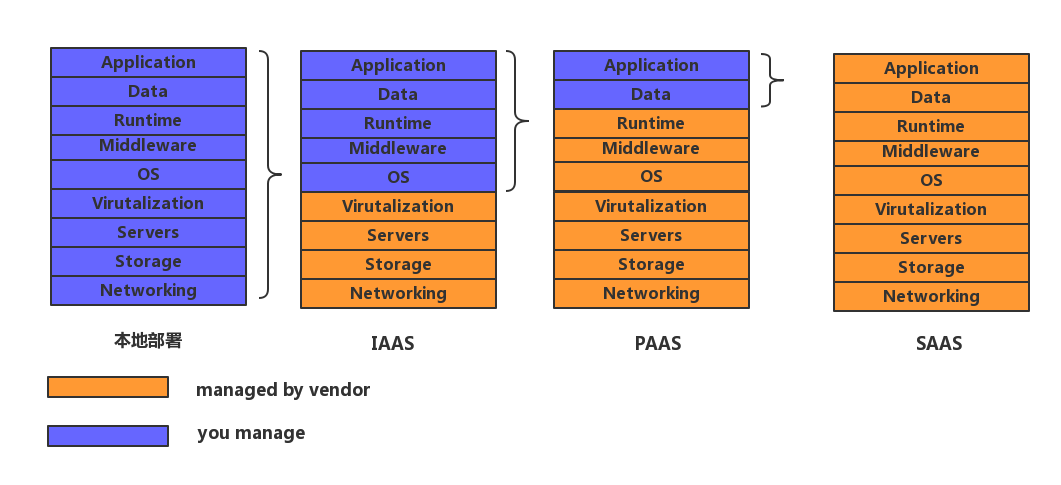 Application
Data
Runtime
Middleware
OS
Virutalization
Servers
Storage
Networking
本地部署
Application
Data
Runtime
Middleware
OS
Virutalization
Servers
Storage
Networking
IAAS
Application
Data
Runtime
Middleware
OS
Virutalization
Servers
Storage
Networking
PAAS
Application
Data
Runtime
Middleware
OS
Virutalization
Servers
Storage
Networking
SAAS
managed by vendor
you manage